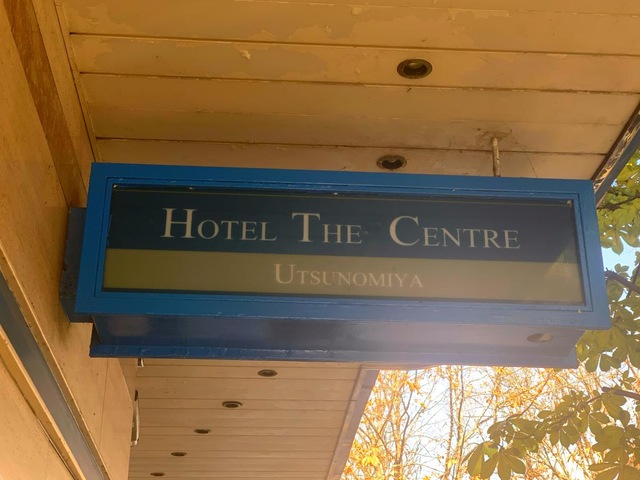 HOTEL THE CENTRE
UTSUNOMIYA